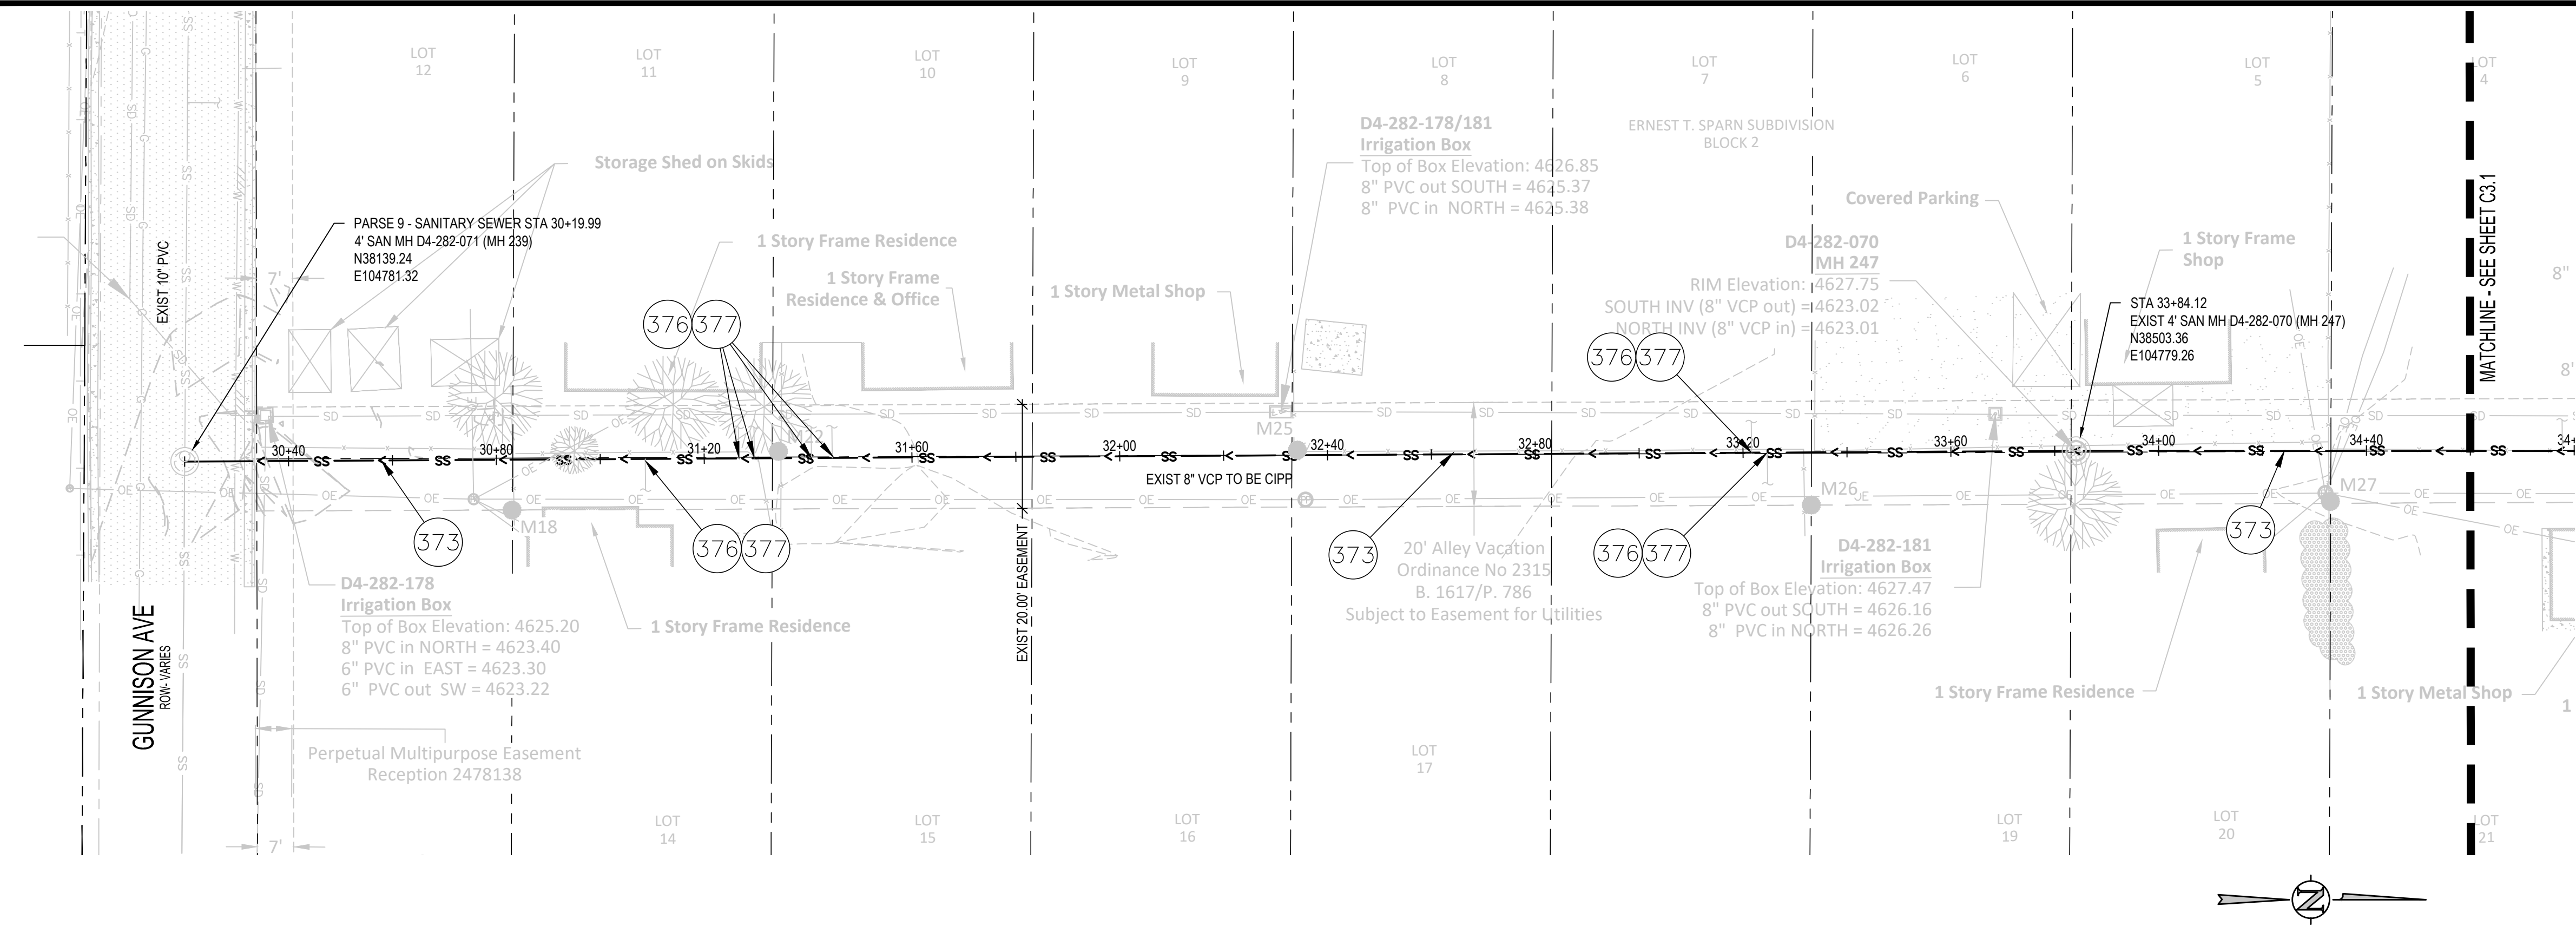 LOT
12
LOT
11
LOT
10
LOT
9
LOT
8
LOT
7
LOT
6
LOT
5
LOT
4
D4-282-178/181
Irrigation Box
Top of Box Elevation: 4626.85
8" PVC out SOUTH = 4625.37
8" PVC in NORTH = 4625.38
ERNEST T. SPARN SUBDIVISION
BLOCK 2
Storage Shed on Skids
Covered Parking
PARSE 9 - SANITARY SEWER STA 30+19.99
4' SAN MH D4-282-071 (MH 239)
N38139.24
E104781.32
EXIST 10" PVC
7'
1 Story Frame Residence
1 Story Frame
Residence & Office
1 Story Metal Shop
D4-282-070
MH 247
RIM Elevation: 4627.75
SOUTH INV (8" VCP out) = 4623.02
NORTH INV (8" VCP in) = 4623.01
1 Story Frame
Shop
STA 33+84.12
EXIST 4' SAN MH D4-282-070 (MH 247)
N38503.36
E104779.26
MATCHLINE - SEE SHEET C3.1
8"
8"
376 377
376 377
M25
30+40
30+80
31+20
31+60
32+00
32+40
32+80
33+20
33+60
34+00
34+40
EXIST 8" VCP TO BE CIPP
M18
M26
M27
373
376 377
373
376 377
373
EXIST 20.00' EASEMENT
20' Alley Vacation
Ordinance No 2315
B. 1617/P. 786
Subject to Easement for Utilities
D4-282-181
Irrigation Box
Top of Box Elevation: 4627.47
8" PVC out SOUTH = 4626.16
8" PVC in NORTH = 4626.26
D4-282-178
Irrigation Box
Top of Box Elevation: 4625.20
8" PVC in NORTH = 4623.40
6" PVC in EAST = 4623.30
6" PVC out SW = 4623.22
1 Story Frame Residence
GUNNISON AVE
ROW- VARIES
1 Story Frame Residence
1 Story Metal Shop
1
Perpetual Multipurpose Easement
Reception 2478138
LOT
17
LOT
14
LOT
15
LOT
16
LOT
19
LOT
20
LOT
21
7'
N